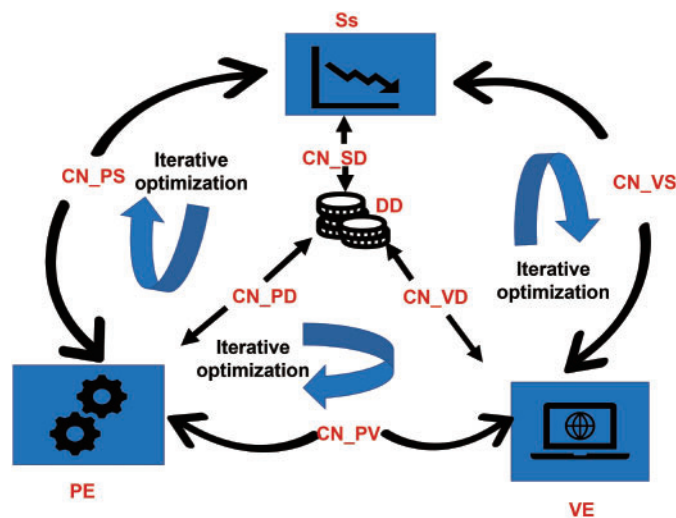 Ss
CN_SD
Iterative
optimization
CN_PS
CN_VS
DD
Iterative
optimization
CN_PD
CN_VD
Iterative
optimization
CN_PV
PE
VE